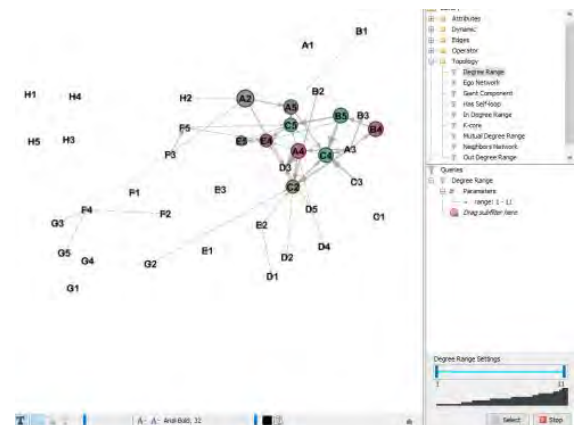 B1
A1
H1
H4
H2
A2
A5
B2
C5
B5
B3
B4
F5
E5
E4
H5
H3
A4
C4
A3
F3
D3
C3
F1
E3
C2
F4
F2
G3
D5
C1
E2
G5
G4
E1
D4
G2
D2
D1
G1
Attributes
Dynamic
Edges
Operator
Topology
Degree Range
Ego Network
Giant Component
Has Self-loop
In Degree Range
K-core
Mutual Degree Range
Neighbors Network
Out Degree Range
Queries
Degree Range
Parameters
range: 1 - 11
Drag subfilter here
Degree Range Settings
1
11
T
A- A- Arial-Bold, 32
Select
Stop